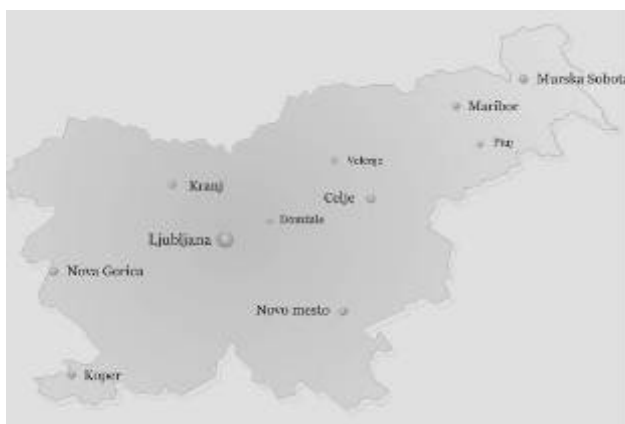 Murska Sobota
Maribor
Ptuj
Velenje
Kranj
Celje
Domžale
Ljubljana
Nova Gorica
Novo mesto
Koper